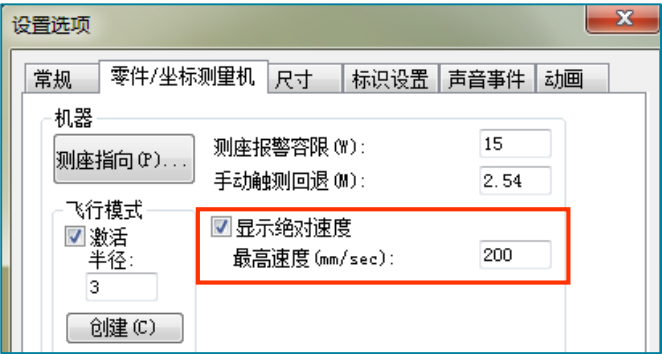 设置选项
常规 零件/坐标测量机 尺寸 标识设置 声音事件 动画
机器
测座指向(P)...
测座报警容限(W): 15
手动触测回退(M): 2.54
飞行模式
激活
半径:
3
创建(C)
显示绝对速度
最高速度(mm/sec): 200